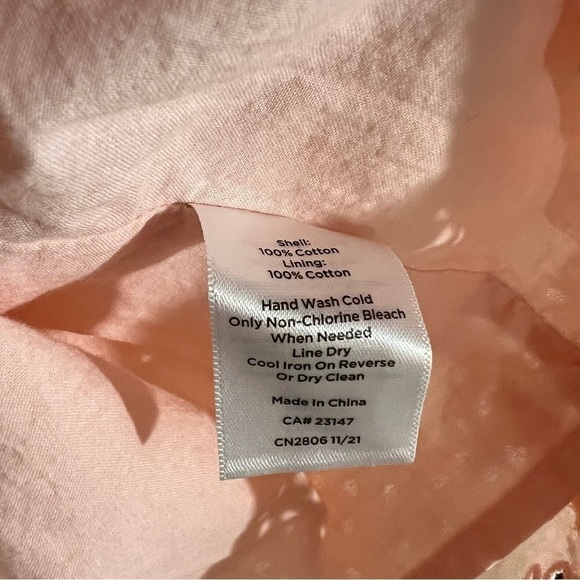 Shell:
100% Cotton
Lining:
100% Cotton
Hand Wash Cold
Only Non-Chlorine Bleach
When Needed
Line Dry
Cool Iron On Reverse
Or Dry Clean
Made In China
CA# 23147
CN2806 11/21